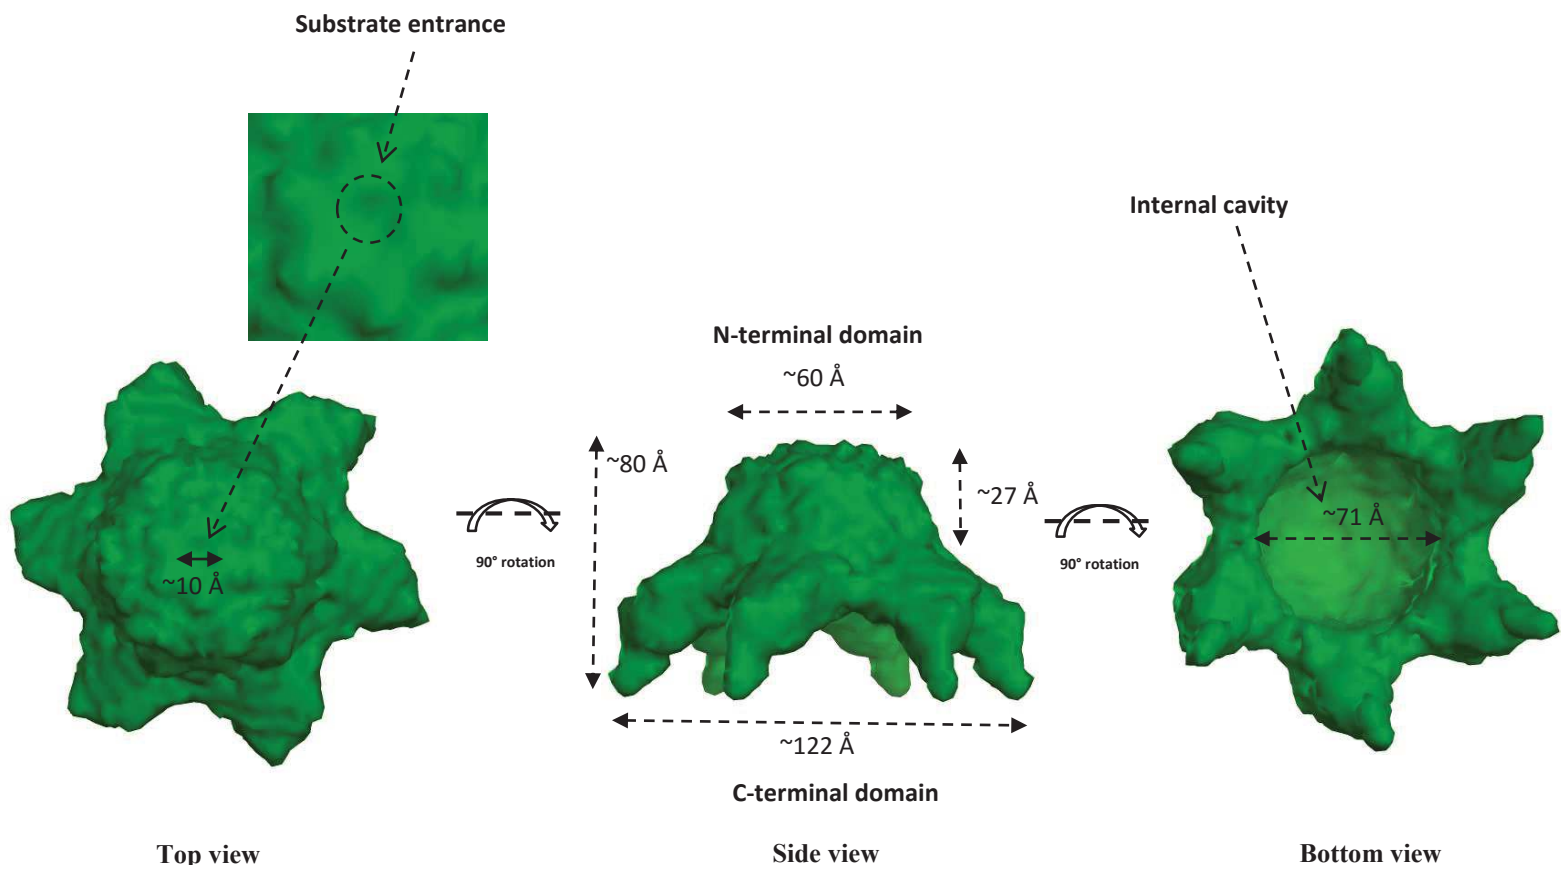 Substrate entrance
Internal cavity
N-terminal domain
~60 Å
~80 Å
~27 Å
~71 Å
~10 Å
90° rotation
90° rotation
~122 Å
C-terminal domain
Top view
Side view
Bottom view